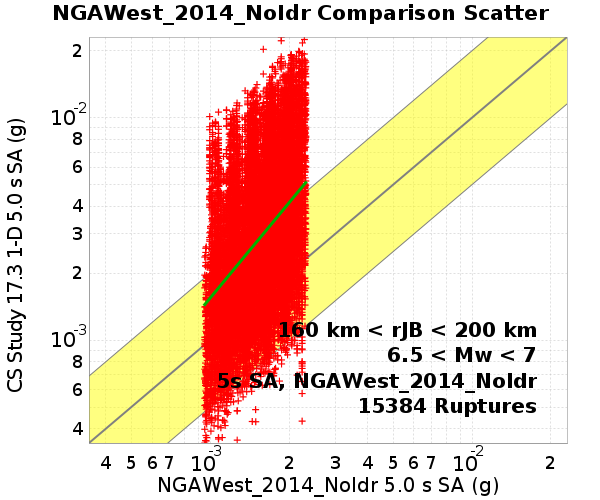 NGAWest_2014_NoIdr Comparison Scatter
CS Study 17.3 1-D 5.0 s SA (g)
2
10-2
8
6
4
3
2
10-3
8
6
4
160 km < rJB < 200 km
6.5 < Mw < 7
5s SA, NGAWest_2014_NoIdr
15384 Ruptures
4 5 6 7 10-3 2 3 4 5 6 7 10-2 2
NGAWest_2014_NoIdr 5.0 s SA (g)